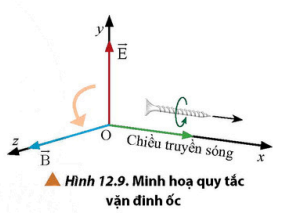 y
E
z
B
O
Chiều truyền sóng
x
▲ Hình 12.9. Minh hoạ quy tắc
vặn đinh ốc